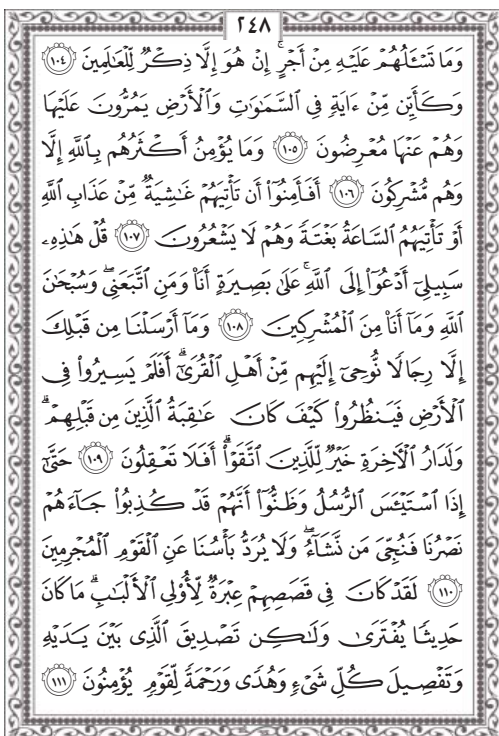 ٢٤٨
وَمَا تَسْـَٔلُهُمْ عَلَيْهِ مِنْ أَجْرٍ ۚ إِنْ هُوَ إِلَّا ذِكْرٌ لِّلْعَـٰلَمِينَ ١٠٤
وَكَأَيِّن مِّنْ ءَايَةٍ فِى ٱلسَّمَـٰوَٰتِ وَٱلْأَرْضِ يَمُرُّونَ عَلَيْهَا
وَهُمْ عَنْهَا مُعْرِضُونَ ١٠٥ وَمَا يُؤْمِنُ أَكْثَرُهُم بِٱللَّهِ إِلَّا
وَهُم مُّشْرِكُونَ ١٠٦ أَفَأَمِنُوٓا۟ أَن تَأْتِيَهُمْ غَـٰشِيَةٌ مِّنْ عَذَابِ ٱللَّهِ
أَوْ تَأْتِيَهُمُ ٱلسَّاعَةُ بَغْتَةً وَهُمْ لَا يَشْعُرُونَ ١٠٧ قُلْ هَـٰذِهِۦ
سَبِيلِىٓ أَدْعُوٓا۟ إِلَى ٱللَّهِ ۚ عَلَىٰ بَصِيرَةٍ أَنَا۠ وَمَنِ ٱتَّبَعَنِى ۖ وَسُبْحَـٰنَ
ٱللَّهِ وَمَآ أَنَا۠ مِنَ ٱلْمُشْرِكِينَ ١٠٨ وَمَآ أَرْسَلْنَا مِن قَبْلِكَ
إِلَّا رِجَالًا نُّوحِىٓ إِلَيْهِم مِّنْ أَهْلِ ٱلْقُرَىٰٓ ۗ أَفَلَمْ يَسِيرُوا۟ فِى
ٱلْأَرْضِ فَيَنظُرُوا۟ كَيْفَ كَانَ عَـٰقِبَةُ ٱلَّذِينَ مِن قَبْلِهِمْ ۗ
وَلَدَارُ ٱلْـَٔاخِرَةِ خَيْرٌ لِّلَّذِينَ ٱتَّقَوْا۟ ۗ أَفَلَا تَعْقِلُونَ ١٠٩ حَتَّىٰٓ
إِذَا ٱسْتَيْـَٔسَ ٱلرُّسُلُ وَظَنُّوٓا۟ أَنَّهُمْ قَدْ كُذِبُوا۟ جَآءَهُمْ
نَصْرُنَا فَنُجِّىَ مَن نَّشَآءُ ۖ وَلَا يُرَدُّ بَأْسُنَا عَنِ ٱلْقَوْمِ ٱلْمُجْرِمِينَ
١١٠ لَقَدْ كَانَ فِى قَصَصِهِمْ عِبْرَةٌ لِّأُو۟لِى ٱلْأَلْبَـٰبِ ۗ مَا كَانَ
حَدِيثًا يُفْتَرَىٰ وَلَـٰكِن تَصْدِيقَ ٱلَّذِى بَيْنَ يَدَيْهِ
وَتَفْصِيلَ كُلِّ شَىْءٍ وَهُدًى وَرَحْمَةً لِّقَوْمٍ يُؤْمِنُونَ ١١١